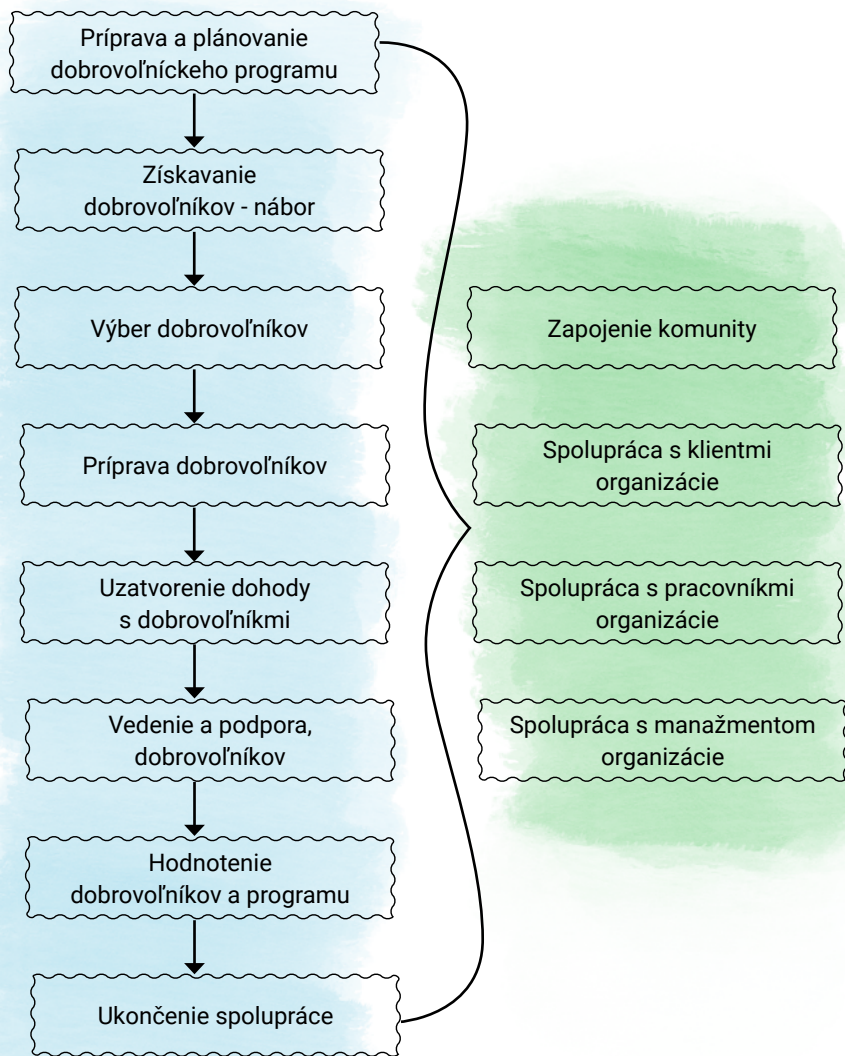 Príprava a plánovanie
dobrovoľníckeho programu
Získavanie
dobrovoľníkov - nábor
Výber dobrovoľníkov
Príprava dobrovoľníkov
Uzatvorenie dohody
s dobrovoľníkmi
Vedenie a podpora,
dobrovoľníkov
Hodnotenie
dobrovoľníkov a programu
Ukončenie spolupráce
Zapojenie komunity
Spolupráca s klientmi
organizácie
Spolupráca s pracovníkmi
organizácie
Spolupráca s manažmentom
organizácie